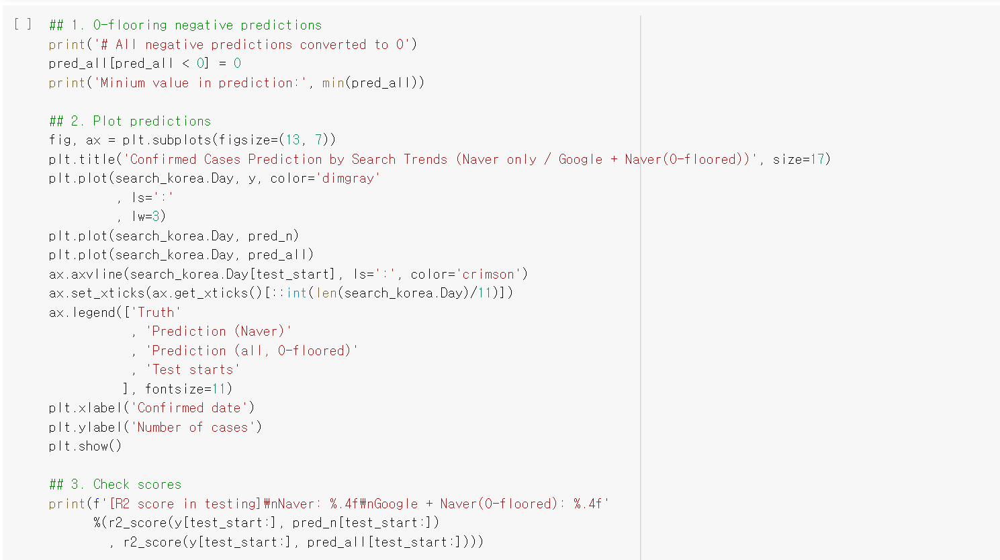 [ ] ## 1. 0-flooring negative predictions
print('# All negative predictions converted to 0')
pred_all[pred_all < 0] = 0
print('Minium value in prediction:', min(pred_all))
## 2. Plot predictions
fig, ax = plt.subplots(figsize=(13, 7))
plt.title('Confirmed Cases Prediction by Search Trends (Naver only / Google + Naver(0-floored))', size=17)
plt.plot(search_korea.Day, y, color='dimgray'
, ls=':'
, lw=3)
plt.plot(search_korea.Day, pred_n)
plt.plot(search_korea.Day, pred_all)
ax.axvline(search_korea.Day[test_start], ls=':', color='crimson')
ax.set_xticks(ax.get_xticks()[::int(len(search_korea.Day)/11)])
ax.legend(['Truth'
, 'Prediction (Naver)'
, 'Prediction (all, 0-floored)'
, 'Test starts'
], fontsize=11)
plt.xlabel('Confirmed date')
plt.ylabel('Number of cases')
plt.show()
## 3. Check scores
print(f'[R2 score in testing]₩nNaver: %.4f₩nGoogle + Naver(0-floored): %.4f'
%(r2_score(y[test_start:], pred_n[test_start:])
, r2_score(y[test_start:], pred_all[test_start:])))